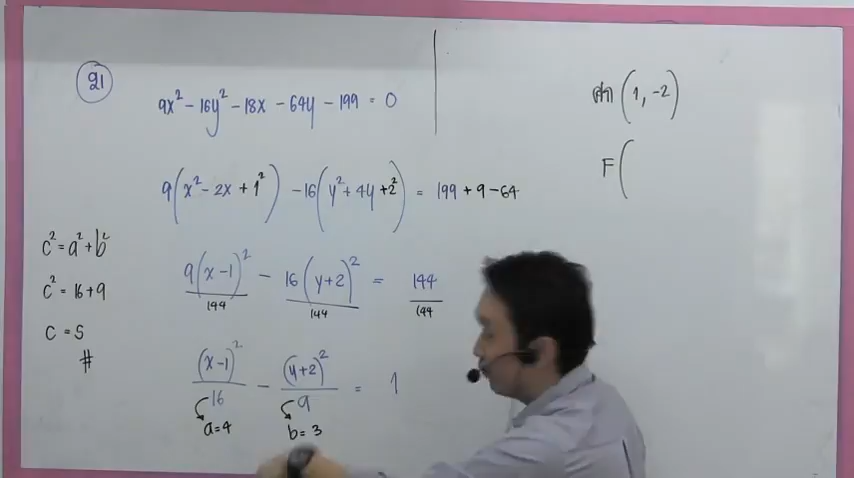 21
9x² - 16y² - 18x - 64y - 199 = 0
9(x² - 2x + 1²) - 16(y² + 4y + 2²) = 199 + 9 - 64
9(x-1)²/144 - 16(y+2)²/144 = 144/144
(x-1)²/16 - (y+2)²/9 = 1
a=4 b=3
c² = a² + b²
c² = 16+9
c = 5
#
(1, -2)
F(